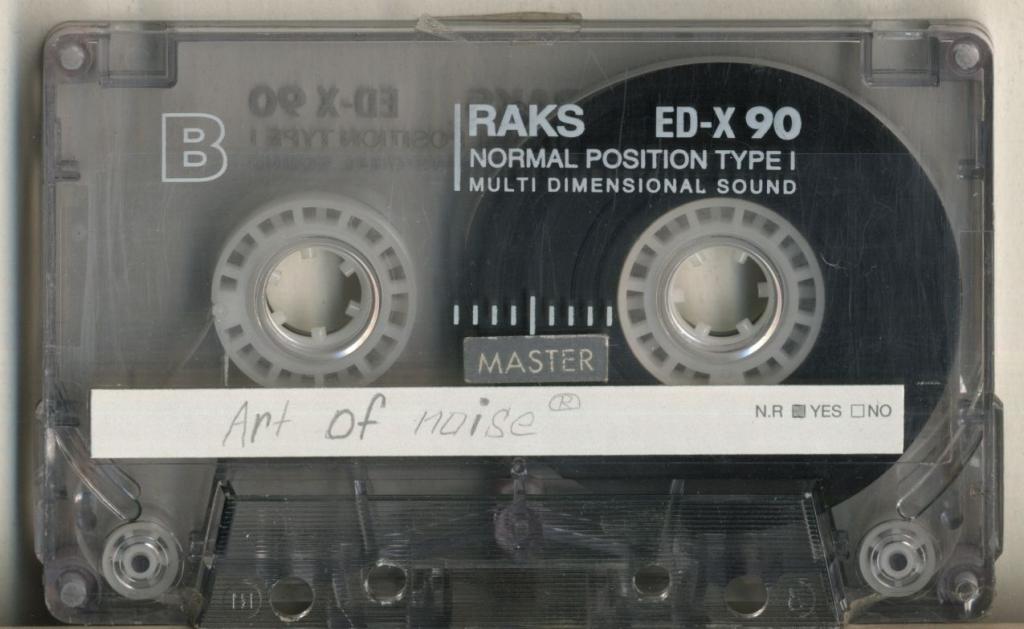 B
RAKS ED-X 90
NORMAL POSITION TYPE I
MULTI DIMENSIONAL SOUND
MASTER
Art of noise ®
N.R YES NO